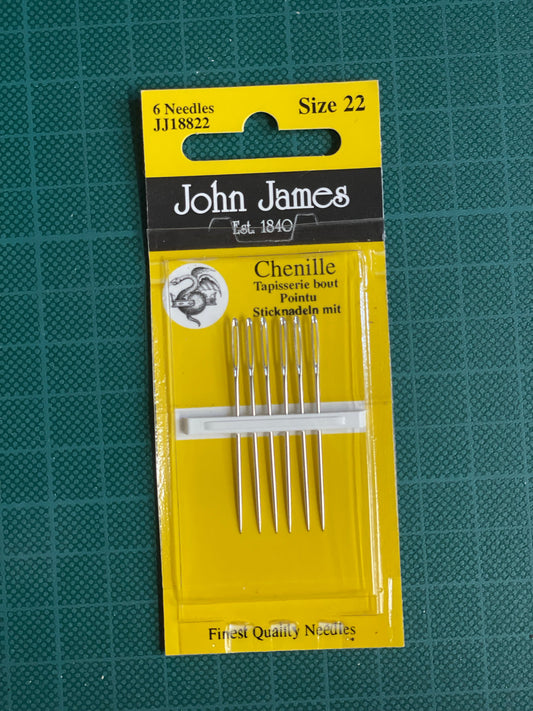 6 Needles
Size 22
JJ18822
John James
Est. 1840
Chenille
Tapisserie bout
Pointu
Sticknadeln mit
Finest Quality Needles